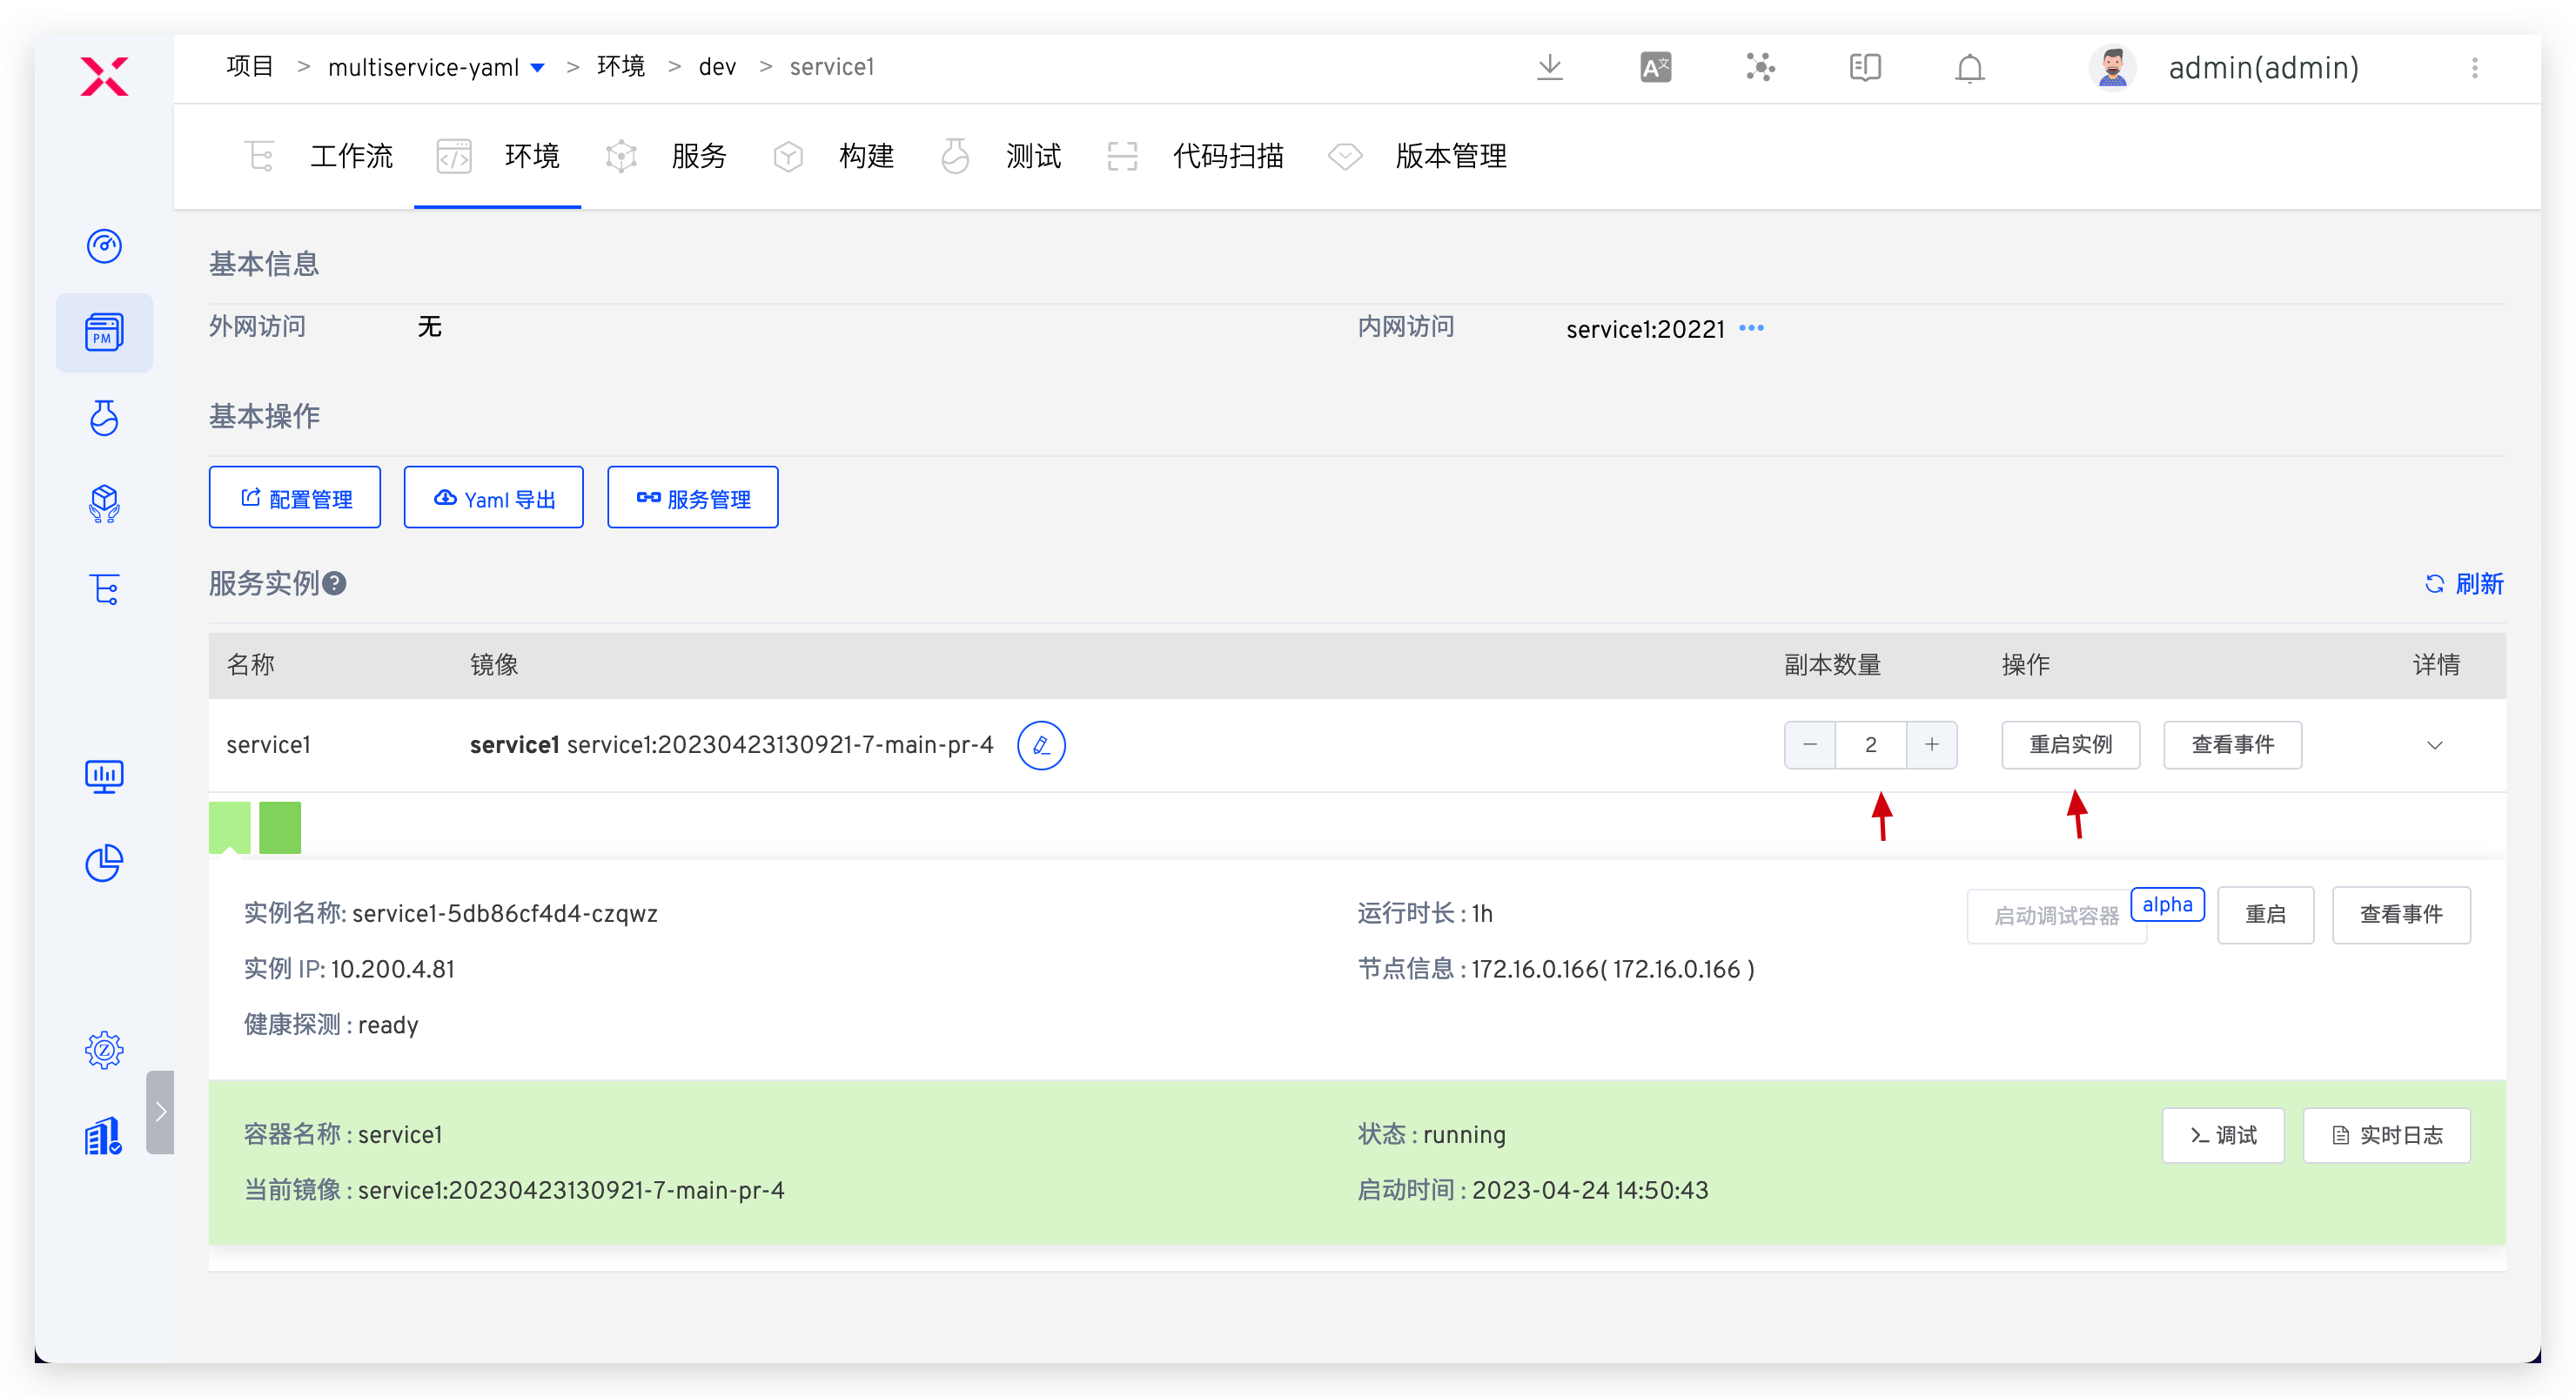 项目 > multiservice-yaml > 环境 > dev > service1
A文
admin(admin)
工作流 环境 服务 构建 测试 代码扫描 版本管理
PM
基本信息
外网访问 无 内网访问 service1:20221
基本操作
配置管理 Yaml 导出 服务管理
服务实例 ? 刷新
名称 镜像 副本数量 操作 详情
service1 service1 service1:20230423130921-7-main-pr-4 − 2 + 重启实例 查看事件
实例名称: service1-5db86cf4d4-czqwz 运行时长 : 1h 启动调试容器 alpha 重启 查看事件
实例 IP: 10.200.4.81 节点信息 : 172.16.0.166( 172.16.0.166 )
健康探测 : ready
容器名称 : service1 状态 : running 调试 实时日志
当前镜像 : service1:20230423130921-7-main-pr-4 启动时间 : 2023-04-24 14:50:43
Z